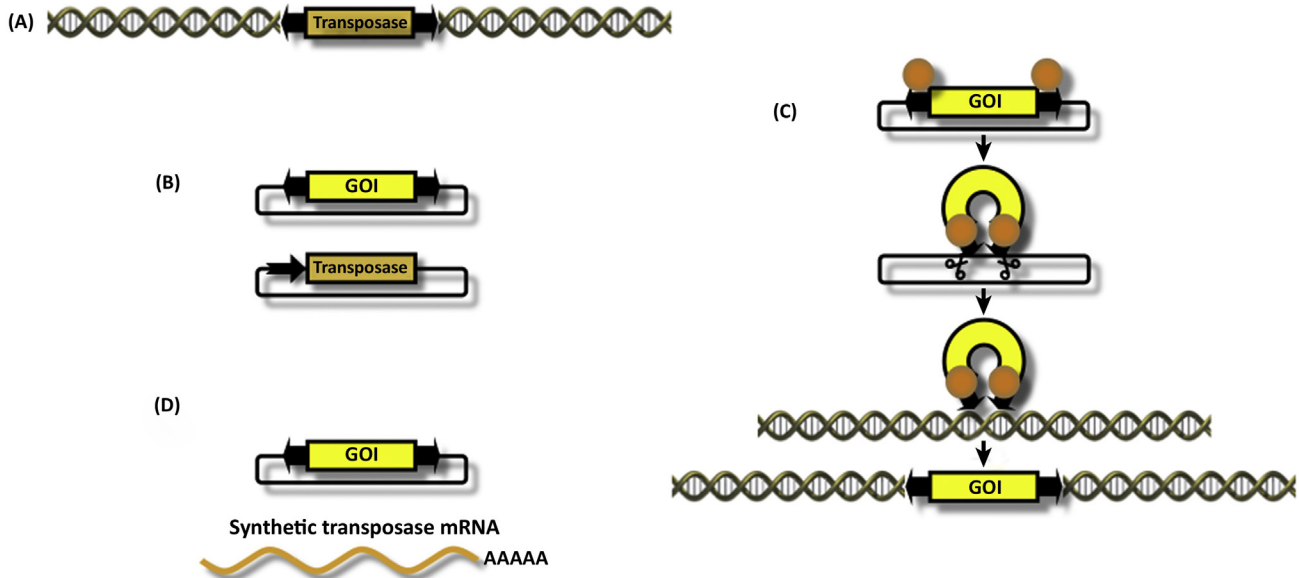 (A)
Transposase
(B)
GOI
Transposase
(C)
GOI
GOI
(D)
GOI
Synthetic transposase mRNA
AAAAA